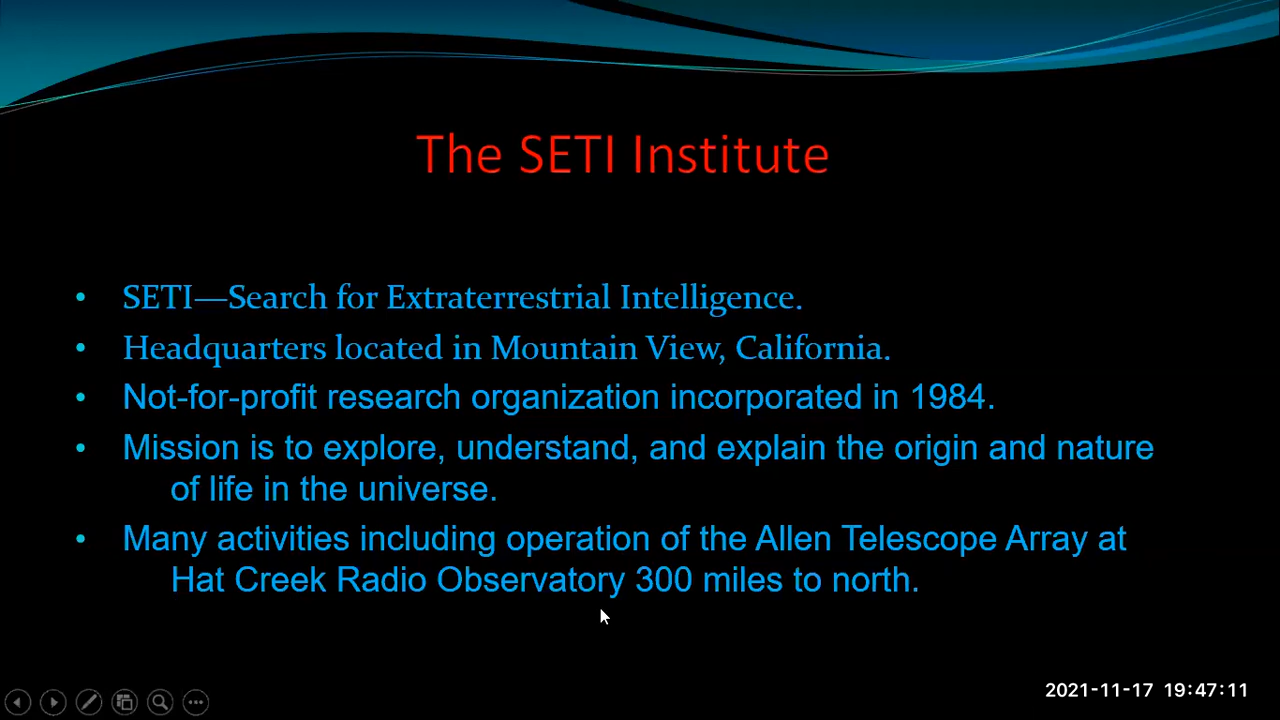 The SETI Institute
• SETI—Search for Extraterrestrial Intelligence.
• Headquarters located in Mountain View, California.
• Not-for-profit research organization incorporated in 1984.
• Mission is to explore, understand, and explain the origin and nature
of life in the universe.
• Many activities including operation of the Allen Telescope Array at
Hat Creek Radio Observatory 300 miles to north.
2021-11-17 19:47:11